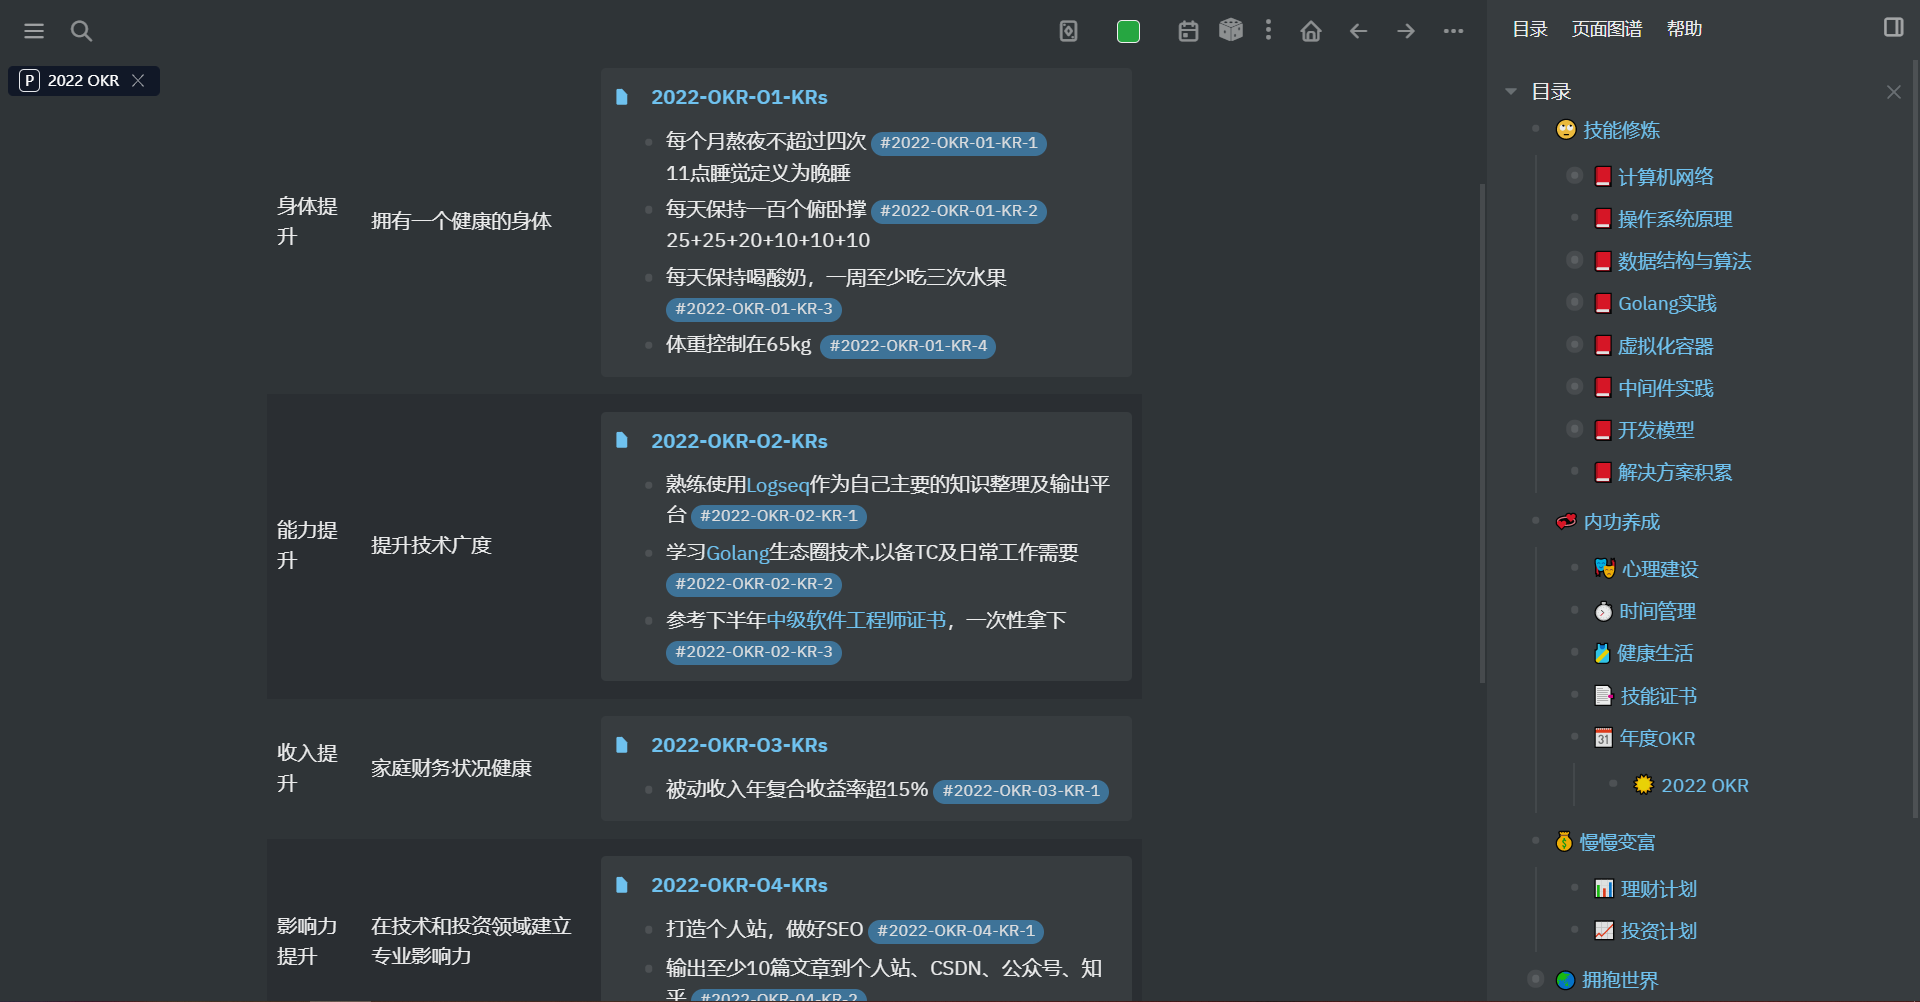 目录 页面图谱 帮助
P 2022 OKR
身体提
升
拥有一个健康的身体
2022-OKR-O1-KRs
每个月熬夜不超过四次 #2022-OKR-01-KR-1
11点睡觉定义为晚睡
每天保持一百个俯卧撑 #2022-OKR-01-KR-2
25+25+20+10+10+10
每天保持喝酸奶，一周至少吃三次水果
#2022-OKR-01-KR-3
体重控制在65kg #2022-OKR-01-KR-4
能力提
升
提升技术广度
2022-OKR-O2-KRs
熟练使用Logseq作为自己主要的知识整理及输出平
台 #2022-OKR-02-KR-1
学习Golang生态圈技术,以备TC及日常工作需要
#2022-OKR-02-KR-2
参考下半年中级软件工程师证书，一次性拿下
#2022-OKR-02-KR-3
收入提
升
家庭财务状况健康
2022-OKR-O3-KRs
被动收入年复合收益率超15% #2022-OKR-03-KR-1
影响力
提升
在技术和投资领域建立
专业影响力
2022-OKR-O4-KRs
打造个人站，做好SEO #2022-OKR-04-KR-1
输出至少10篇文章到个人站、CSDN、公众号、知
乎 #2022-OKR-04-KR-2
目录
技能修炼
计算机网络
操作系统原理
数据结构与算法
Golang实践
虚拟化容器
中间件实践
开发模型
解决方案积累
内功养成
心理建设
时间管理
健康生活
技能证书
31 年度OKR
2022 OKR
慢慢变富
理财计划
投资计划
拥抱世界